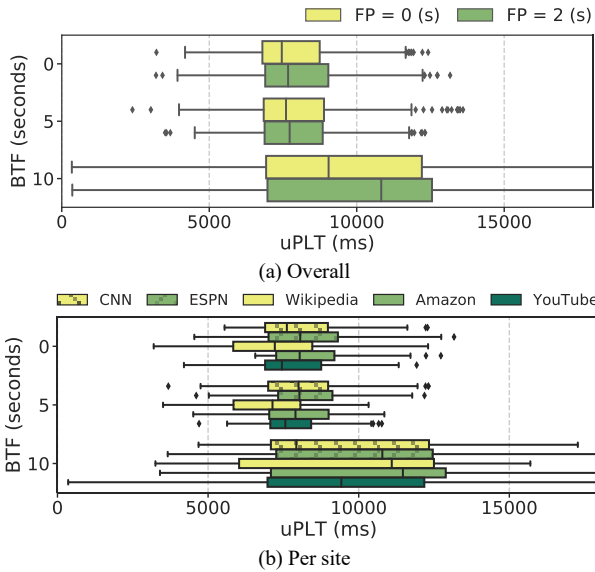 FP = 0 (s) FP = 2 (s)
BTF (seconds)
0
5
10
0 5000 10000 15000
uPLT (ms)
(a) Overall
CNN ESPN Wikipedia Amazon YouTube
BTF (seconds)
0
5
10
0 5000 10000 15000
uPLT (ms)
(b) Per site